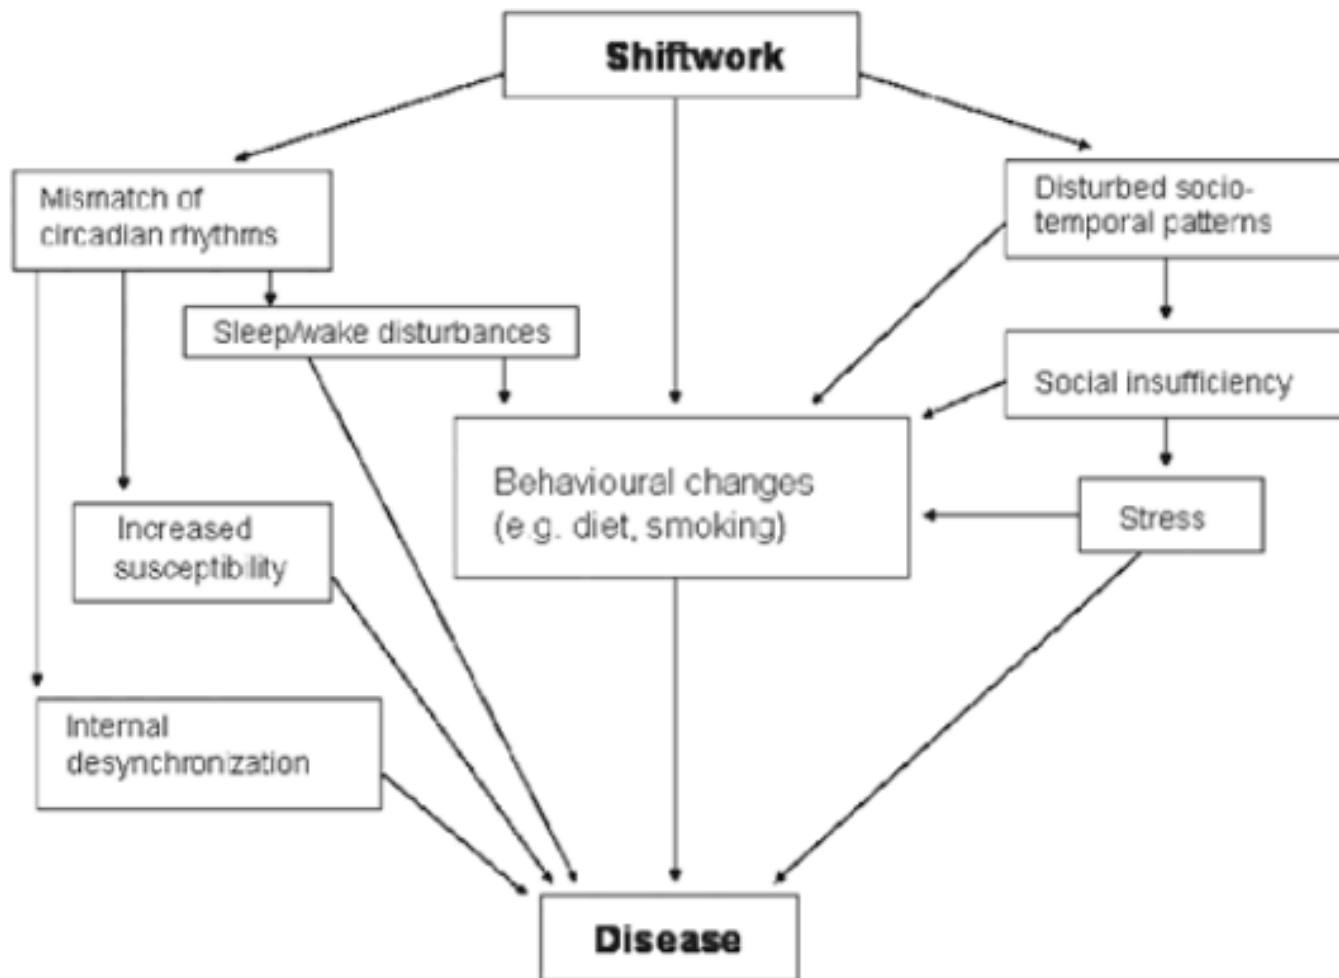 Shiftwork
Mismatch of
circadian rhythms
Disturbed socio-
temporal patterns
Sleep/wake disturbances
Social insufficiency
Behavioural changes
(e.g. diet, smoking)
Stress
Increased
susceptibility
Internal
desynchronization
Disease